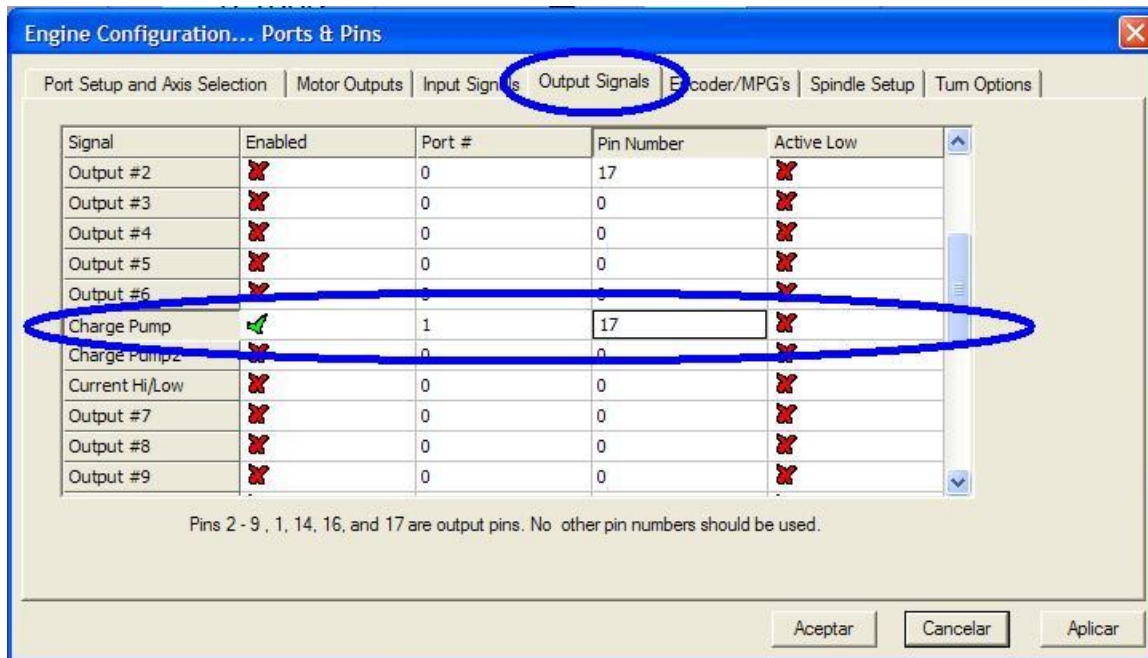 Engine Configuration... Ports & Pins
Port Setup and Axis Selection Motor Outputs Input Signals Output Signals Encoder/MPG's Spindle Setup Turn Options
Signal Enabled Port # Pin Number Active Low
Output #2 0 17
Output #3 0 0
Output #4 0 0
Output #5 0 0
Output #6 0 0
Charge Pump 1 17
Charge Pump2 0 0
Current Hi/Low 0 0
Output #7 0 0
Output #8 0 0
Output #9 0 0
Pins 2 - 9 , 1, 14, 16, and 17 are output pins. No other pin numbers should be used.
Aceptar Cancelar Aplicar